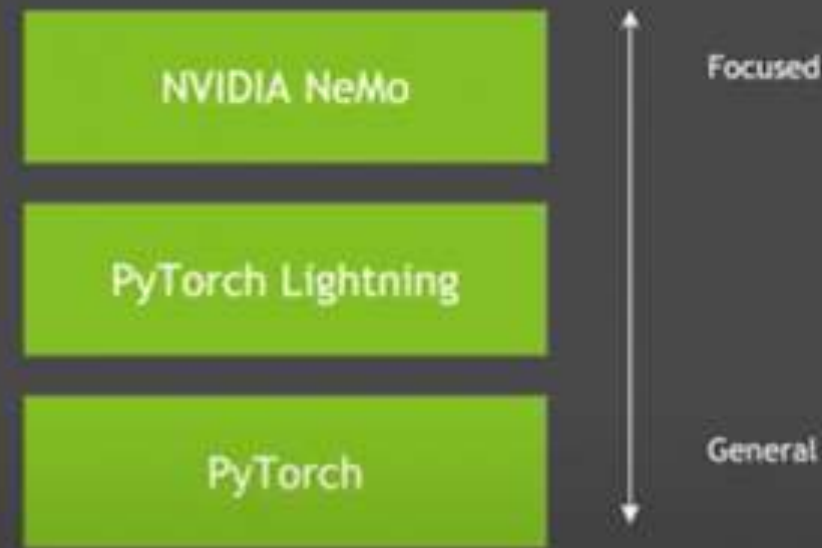 NVIDIA NeMo
Focused
PyTorch Lightning
PyTorch
General